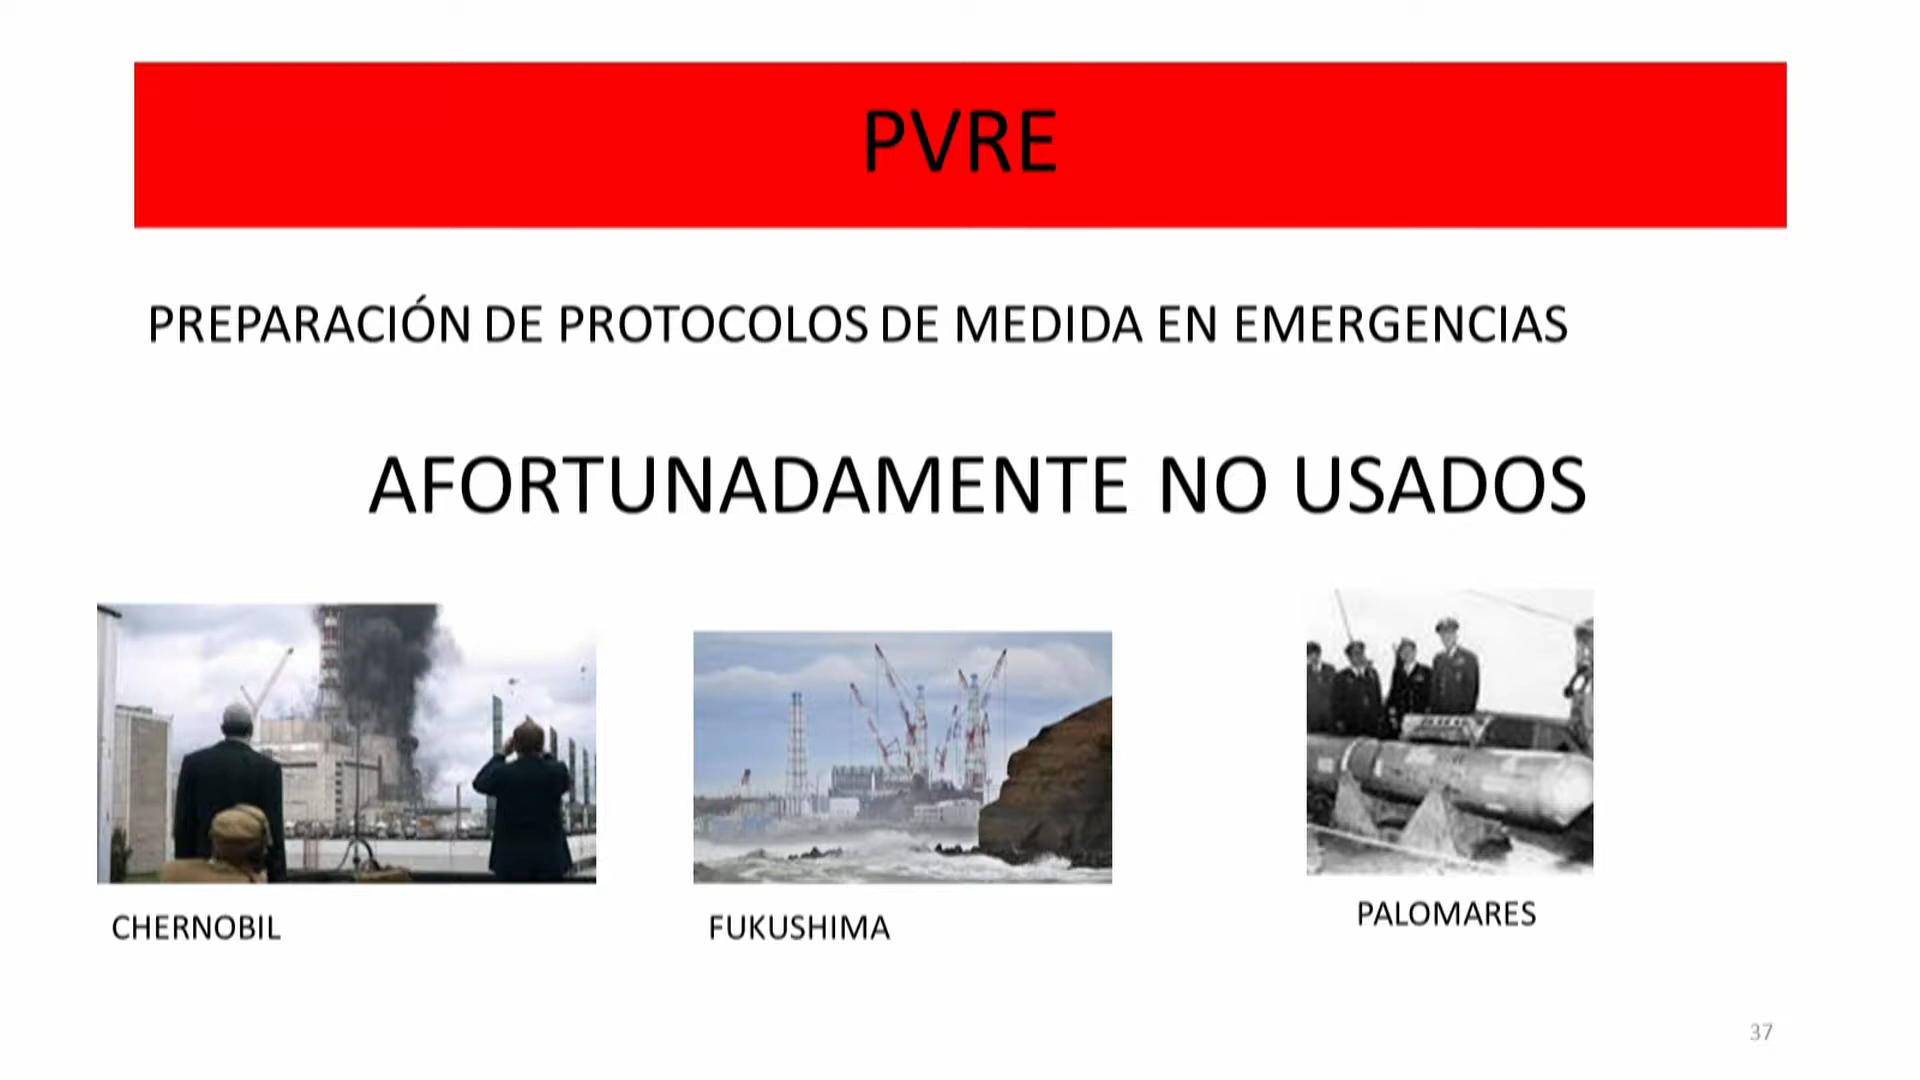 PVRE
PREPARACIÓN DE PROTOCOLOS DE MEDIDA EN EMERGENCIAS
AFORTUNADAMENTE NO USADOS
CHERNOBIL
FUKUSHIMA
PALOMARES
37